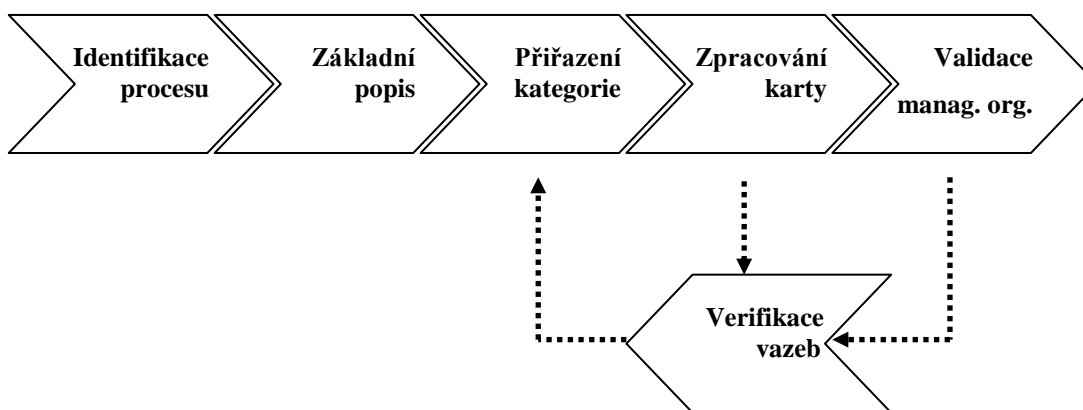 Identifikace
procesu
Základní
popis
Přiřazení
kategorie
Zpracování
karty
Validace
manag. org.
Verifikace
vazeb